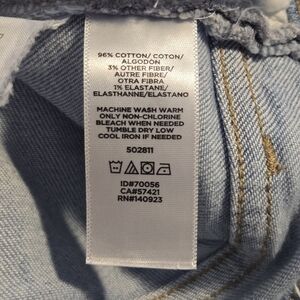 96% COTTON/ COTON/
ALGODON
3% OTHER FIBER/
AUTRE FIBRE/
OTRA FIBRA
1% ELASTANE/
ELASTHANNE/ELASTANO
MACHINE WASH WARM
ONLY NON-CHLORINE
BLEACH WHEN NEEDED
TUMBLE DRY LOW
COOL IRON IF NEEDED
502811
ID#70056
CA#57421
RN#140923